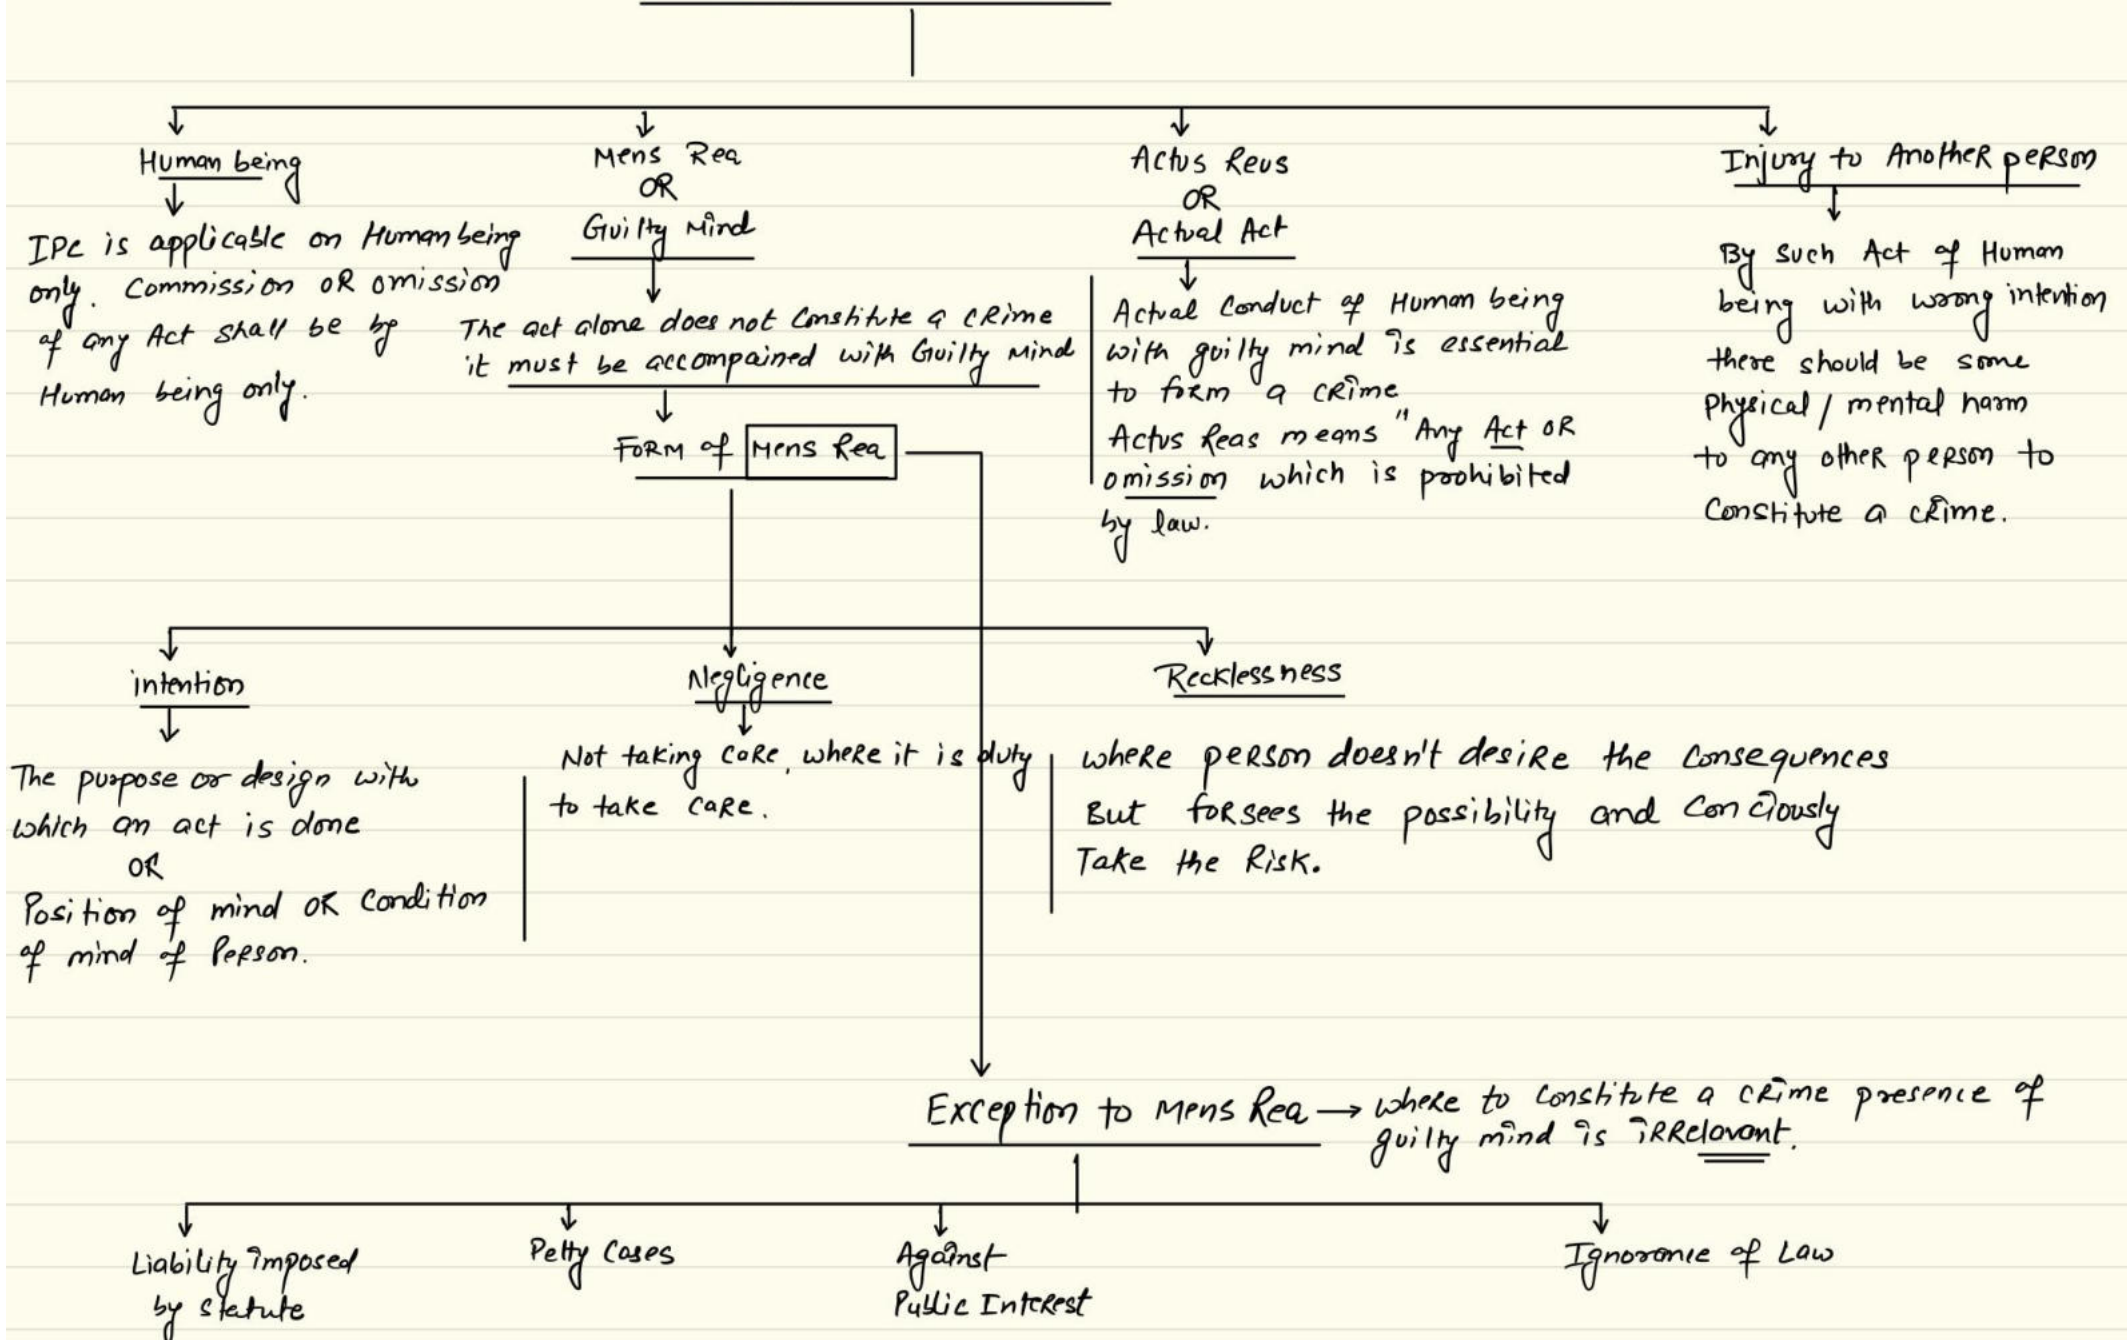 Human being
IPC is applicable on Human being
only. Commission OR omission
of any Act shall be by
Human being only.
Mens Rea
OR
Guilty Mind
The act alone does not Constitute a crime
it must be accompained with Guilty Mind
FORM of Mens Rea
Actus Reus
OR
Actual Act
Actual Conduct of Human being
with guilty mind is essential
to form a crime
Actus Reas means "Any Act OR
omission which is prohibited
by law.
Injury to Another person
By such Act of Human
being with wrong intention
there should be some
Physical / mental harm
to any other person to
Constitute a crime.
intention
The purpose or design with
which an act is done
OR
Position of mind OR Condition
of mind of Person.
Negligence
Not taking care, where it is duty
to take care.
Recklessness
where person doesn't desire the Consequences
But forsees the possibility and Conciously
Take the Risk.
Exception to Mens Rea → where to Constitute a crime presence of
guilty mind is irrelavant.
Liability imposed
by statute
Petty Cases
Against
Public Interest
Ignorance of Law